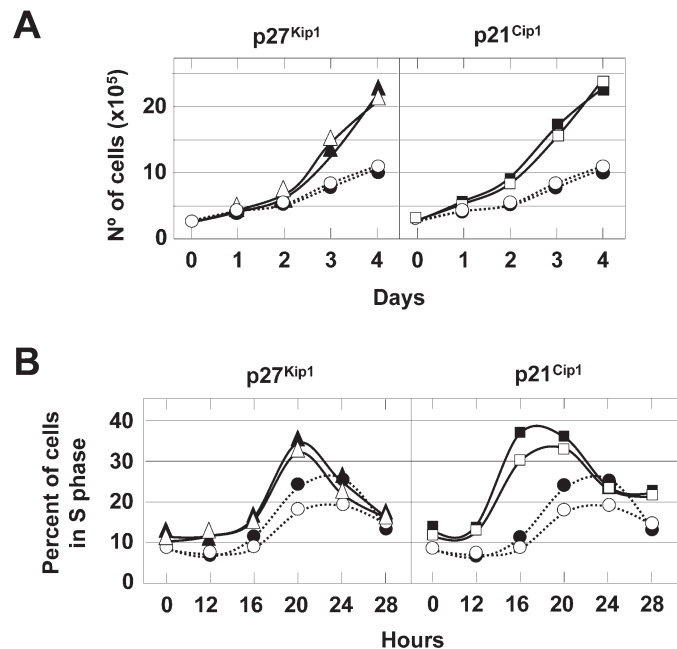 A
p27Kip1
p21Cip1
Nº of cells (x10⁵)
20
10
0
0 1 2 3 4
0 1 2 3 4
Days
B
p27Kip1
p21Cip1
Percent of cells
in S phase
40
30
20
10
0
0 12 16 20 24 28
0 12 16 20 24 28
Hours